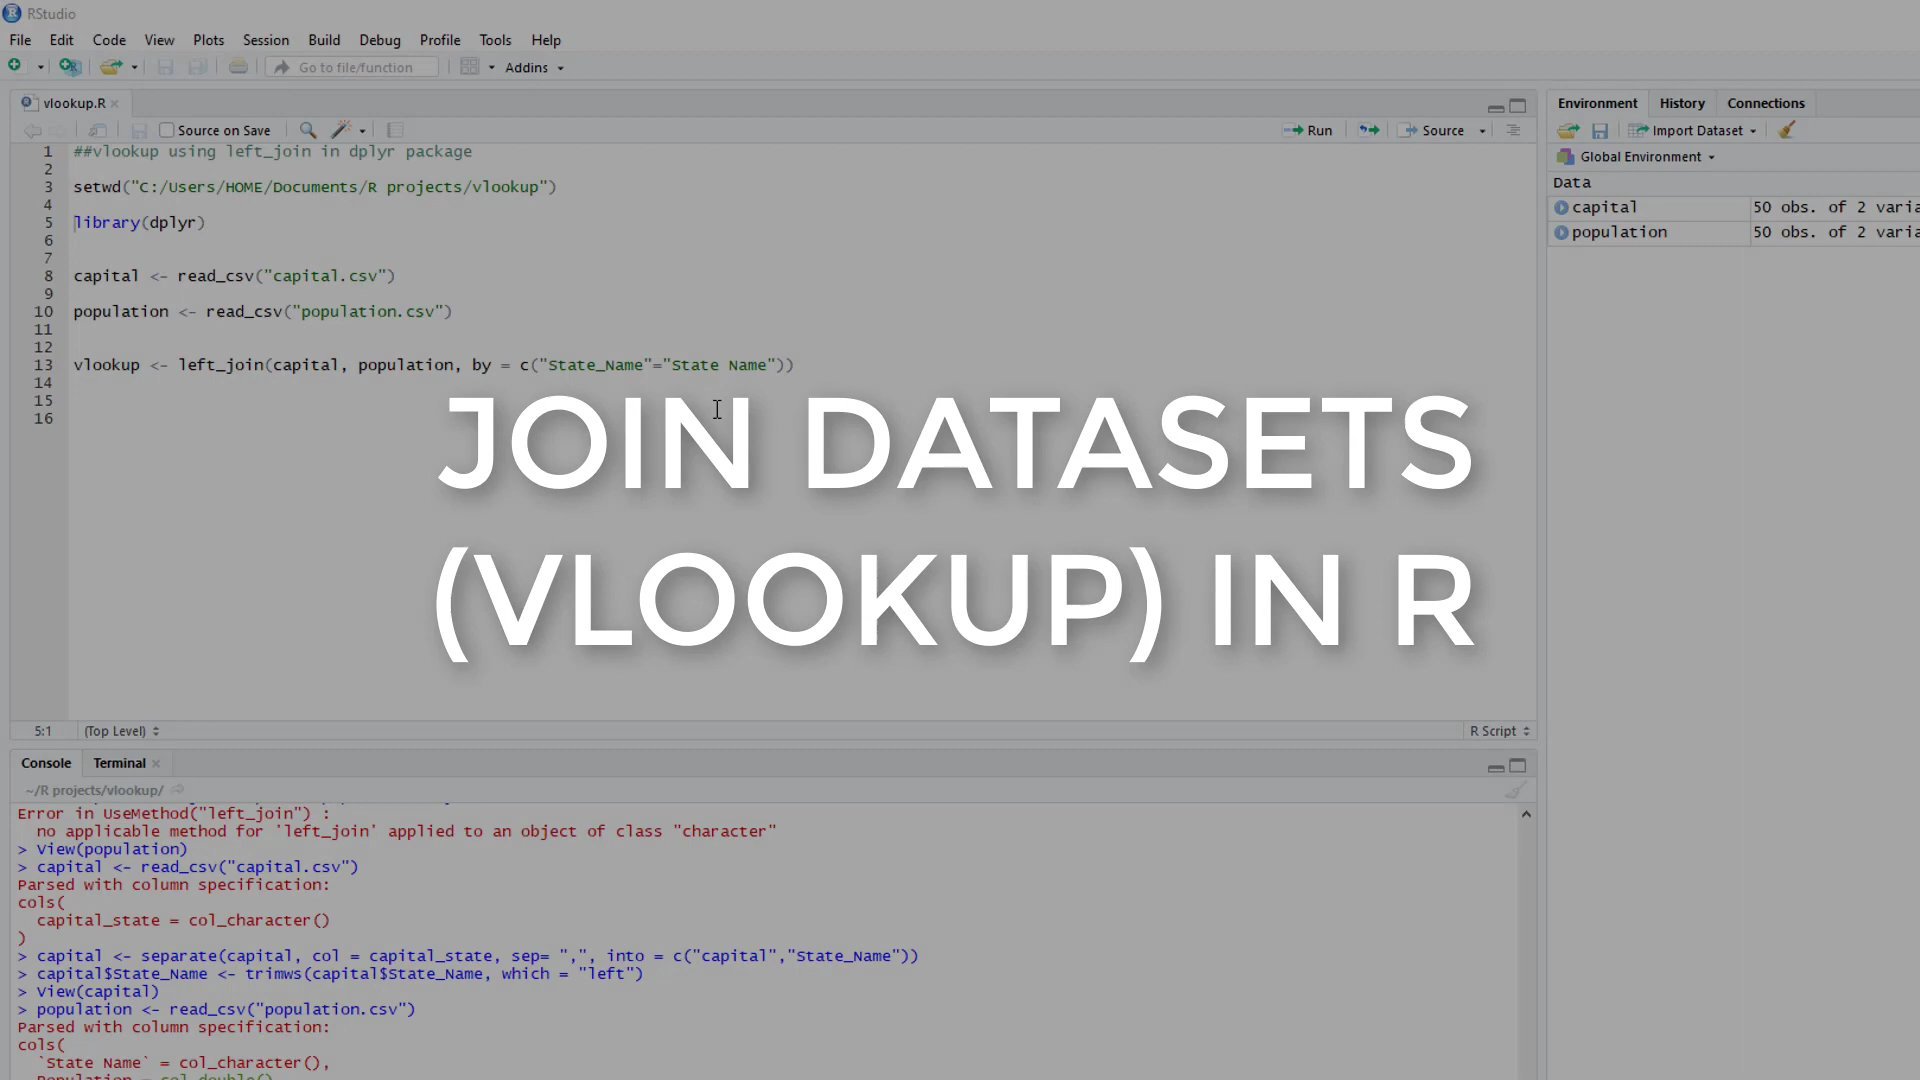 RStudio
File Edit Code View Plots Session Build Debug Profile Tools Help
Go to file/function Addins
vlookup.R
Source on Save Run Source
1 ##vlookup using left_join in dplyr package
2
3 setwd("C:/Users/HOME/Documents/R projects/vlookup")
4
5 library(dplyr)
6
7
8 capital <- read_csv("capital.csv")
9
10 population <- read_csv("population.csv")
11
12
13 vlookup <- left_join(capital, population, by = c("State_Name"="State Name"))
14
15
16
JOIN DATASETS
(VLOOKUP) IN R
5:1 (Top Level) R Script
Console Terminal
~/R projects/vlookup/
Error in UseMethod("left_join") :
no applicable method for 'left_join' applied to an object of class "character"
> View(population)
> capital <- read_csv("capital.csv")
Parsed with column specification:
cols(
capital_state = col_character()
)
> capital <- separate(capital, col = capital_state, sep= ",", into = c("capital","State_Name"))
> capital$State_Name <- trimws(capital$State_Name, which = "left")
> View(capital)
> population <- read_csv("population.csv")
Parsed with column specification:
cols(
`State Name` = col_character(),
Population = col_double()
Environment History Connections
Import Dataset
Global Environment
Data
capital 50 obs. of 2 varia
population 50 obs. of 2 varia